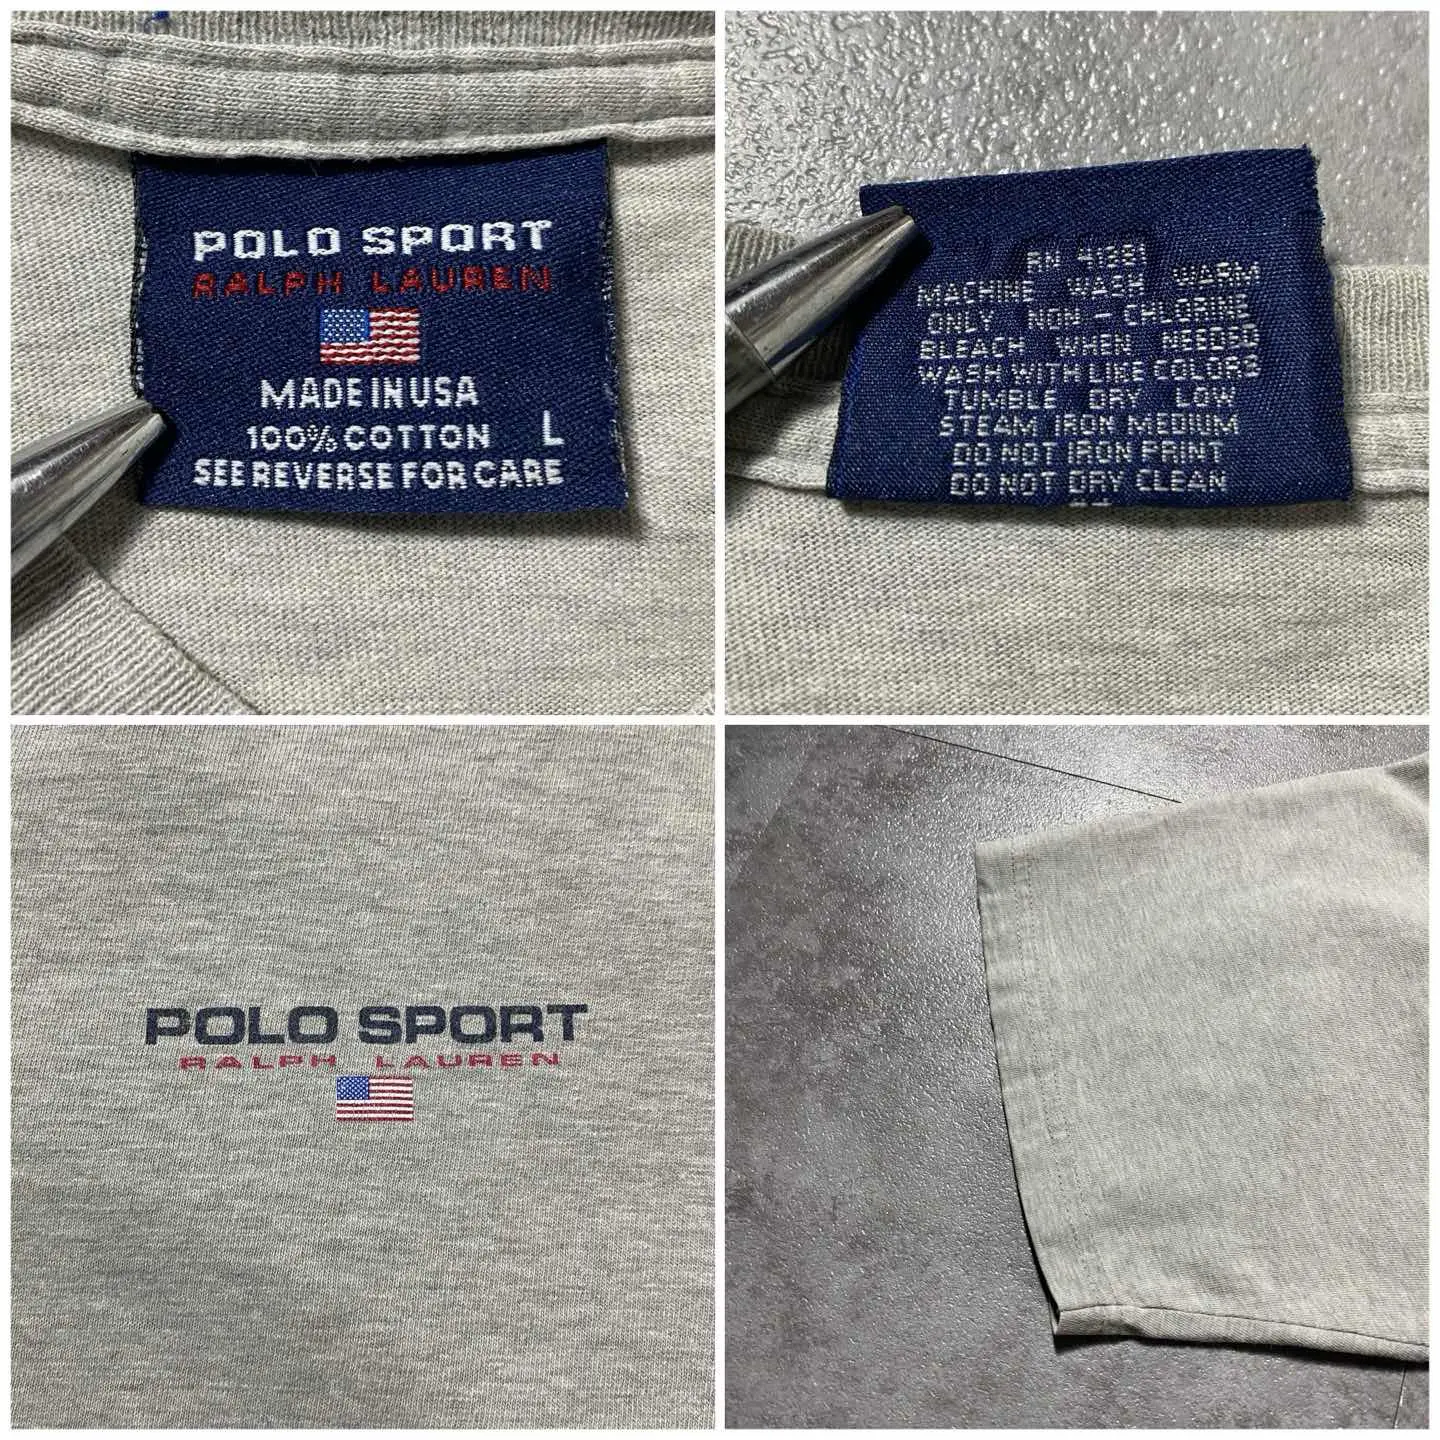 POLO SPORT
RALPH LAUREN
MADE IN USA
100% COTTON L
SEE REVERSE FOR CARE
RN 41381
MACHINE WASH WARM
ONLY NON-CHLORINE
BLEACH WHEN NEEDED
WASH WITH LIKE COLORS
TUMBLE DRY LOW
STEAM IRON MEDIUM
DO NOT IRON PRINT
DO NOT DRY CLEAN
POLO SPORT
RALPH LAUREN